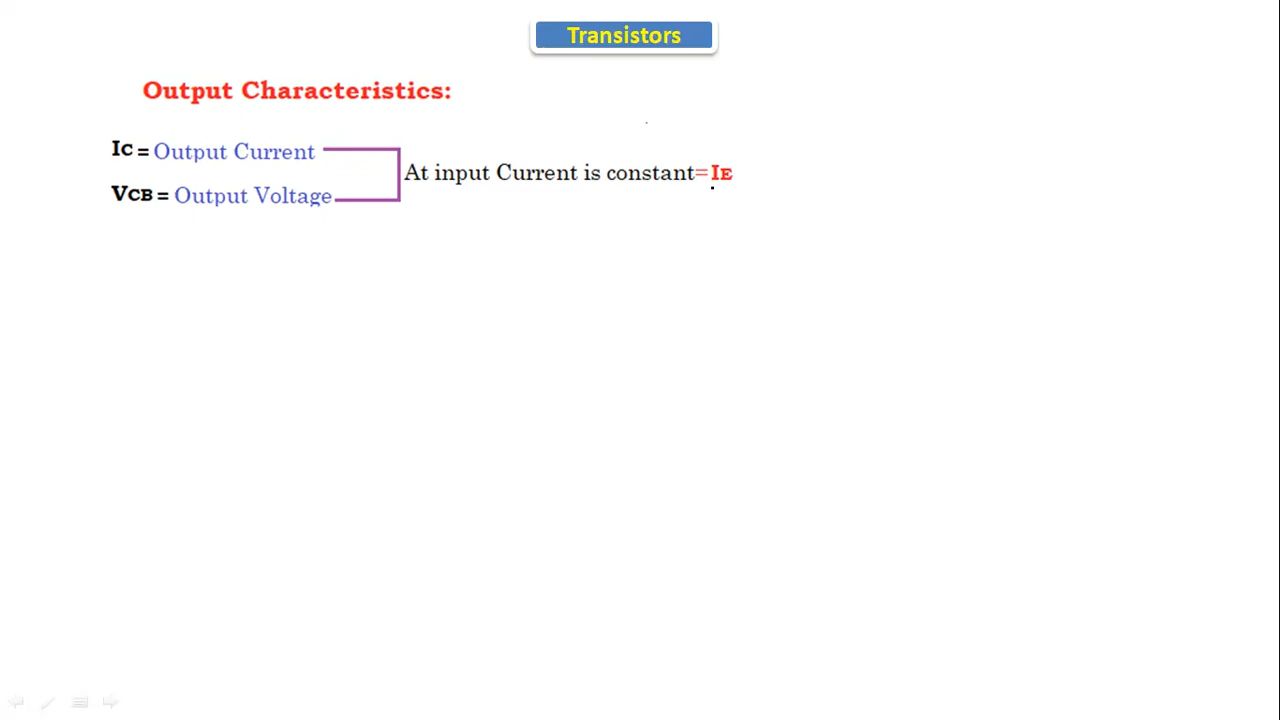 Transistors
Output Characteristics:
IC = Output Current
At input Current is constant=IE
VCB = Output Voltage